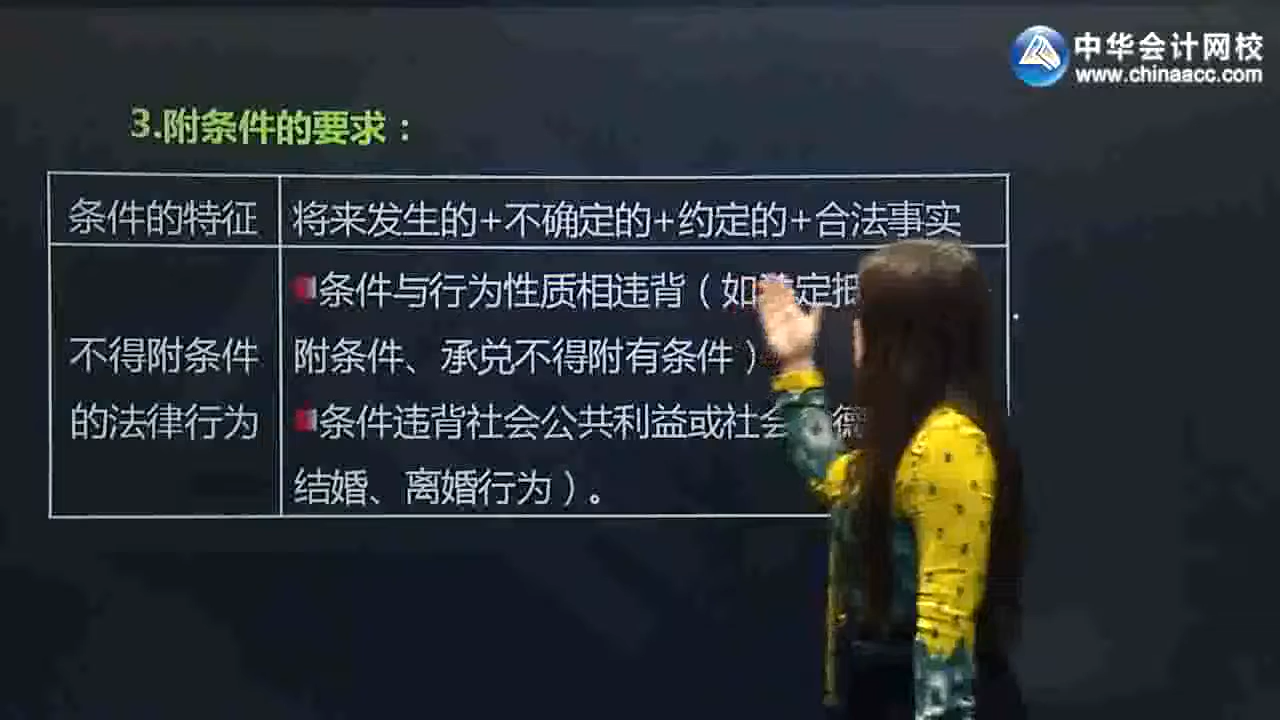 中华会计网校
www.chinaacc.com
3.附条件的要求：
条件的特征
将来发生的+不确定的+约定的+合法事实
不得附条件
的法律行为
条件与行为性质相违背（如 定抵
附条件、承兑不得附有条件）
条件违背社会公共利益或社会 德
结婚、离婚行为）。